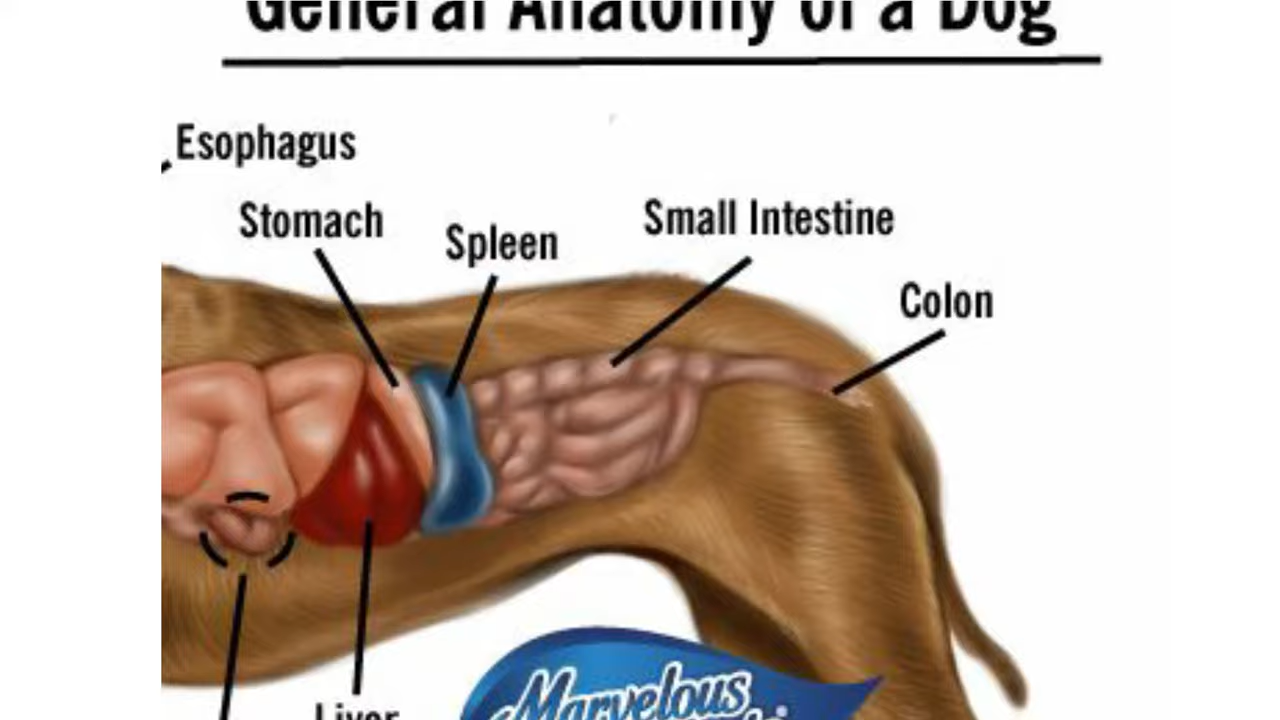 General Anatomy of a Dog
Esophagus
Stomach
Spleen
Small Intestine
Colon
Liver
Marvelous